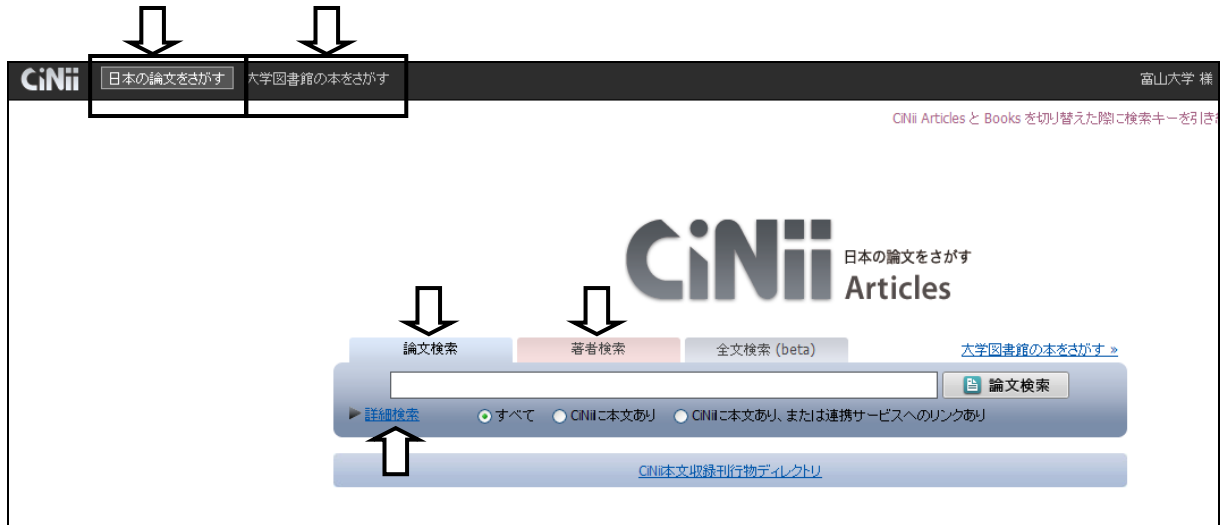 CiNii 日本の論文をさがす 大学図書館の本をさがす 富山大学 様
CiNii Articles と Books を切り替えた際に検索キーを引き
CiNii 日本の論文をさがす
Articles
論文検索 著者検索 全文検索 (beta) 大学図書館の本をさがす »
論文検索
詳細検索 すべて CiNiiに本文あり CiNiiに本文あり、または連携サービスへのリンクあり
CiNii本文収録刊行物ディレクトリ